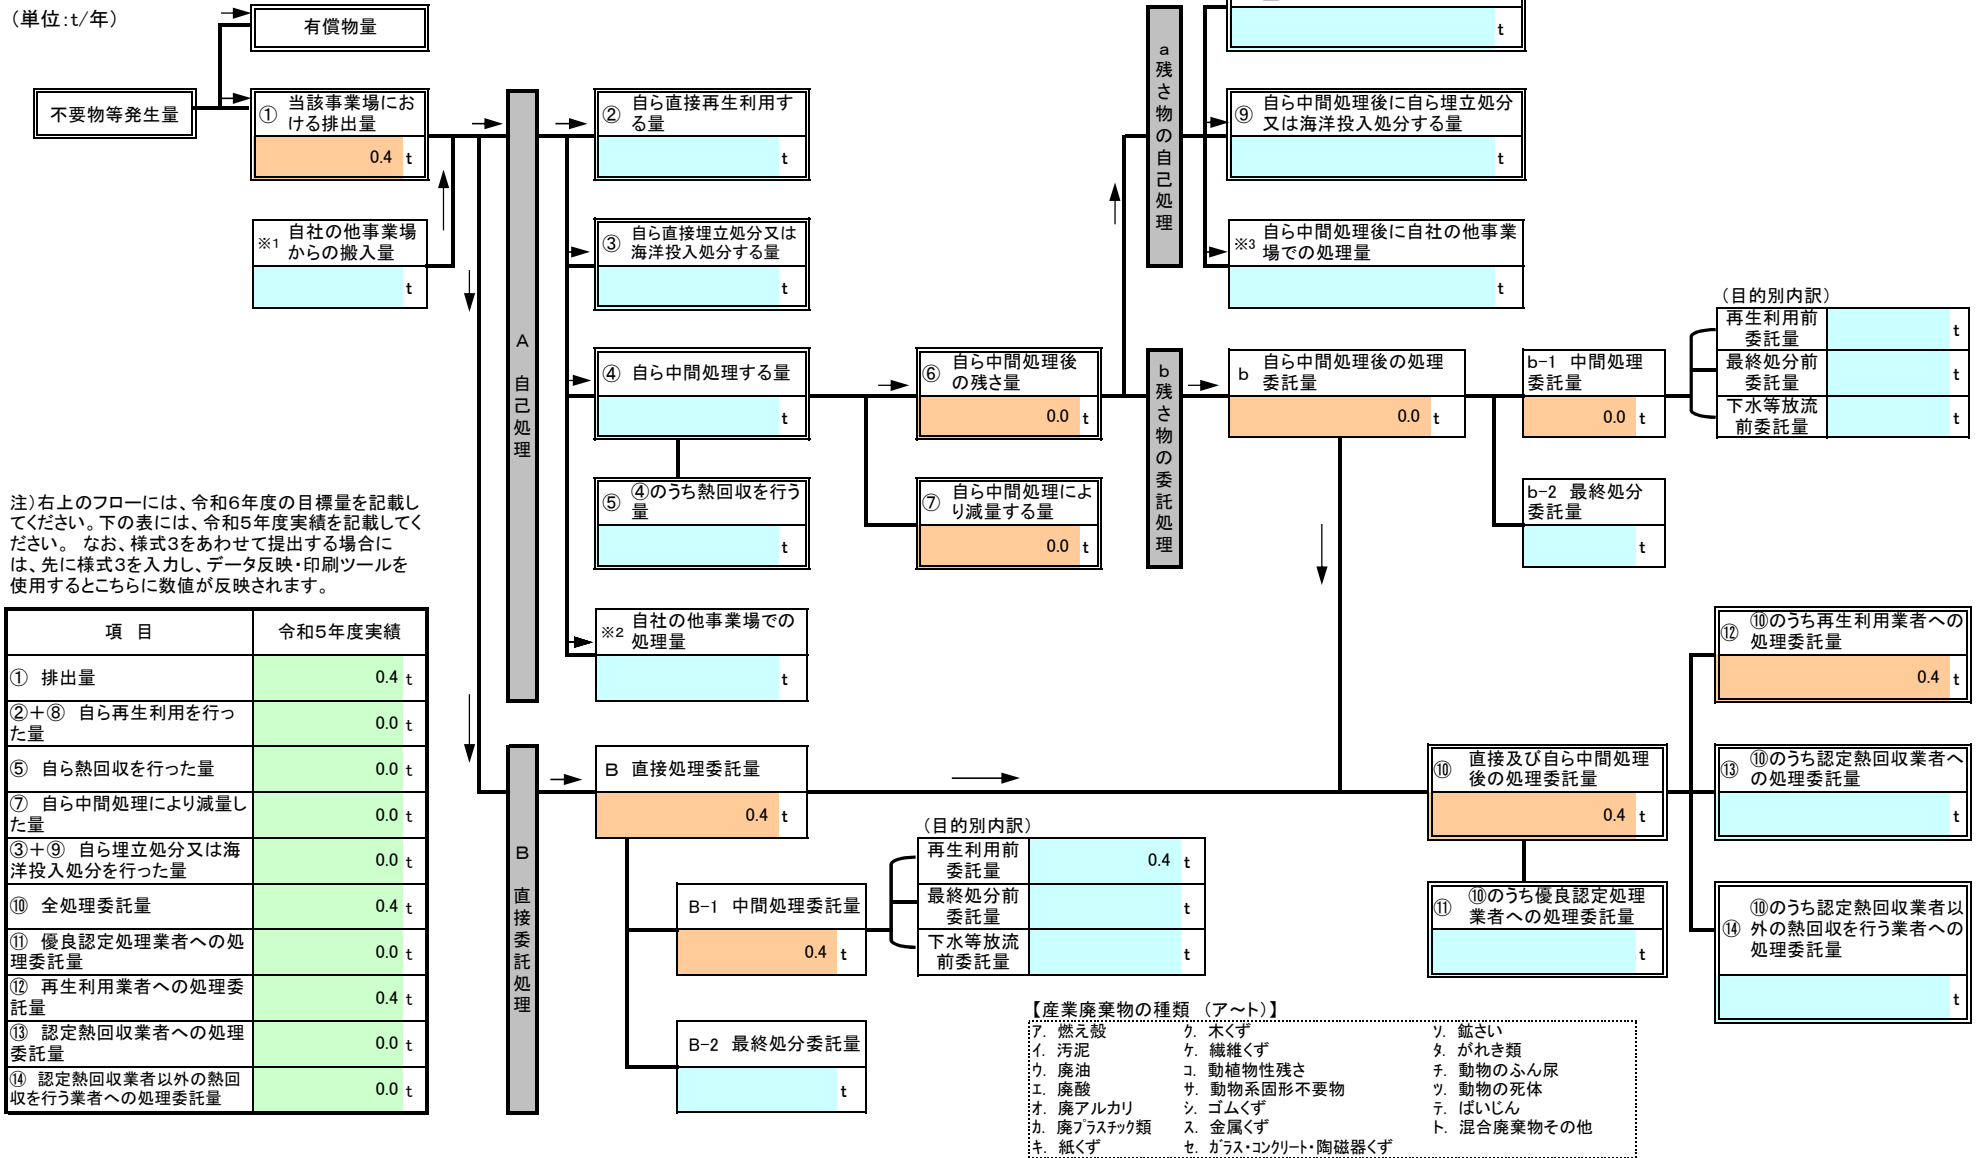 （単位:t/年）
有償物量
不要物等発生量
① 当該事業場にお
ける排出量
0.4 t
※1 自社の他事業場
からの搬入量
t
A 自己処理
② 自ら直接再生利用す
る量
t
③ 自ら直接埋立処分又は
海洋投入処分する量
t
④ 自ら中間処理する量
t
⑤ ④のうち熱回収を行う
量
t
※2 自社の他事業場での
処理量
t
⑥ 自ら中間処理後
の残さ量
0.0 t
⑦ 自ら中間処理によ
り減量する量
0.0 t
a 残さ物の自己処理
t
⑨ 自ら中間処理後に自ら埋立処分
又は海洋投入処分する量
t
※3 自ら中間処理後に自社の他事業
場での処理量
t
b 残さ物の委託処理
b 自ら中間処理後の処理
委託量
0.0 t
b-1 中間処理
委託量
0.0 t
（目的別内訳）
再生利用前
委託量
t
最終処分前
委託量
t
下水等放流
前委託量
t
b-2 最終処分
委託量
t
注）右上のフローには、令和６年度の目標量を記載し
てください。下の表には、令和５年度実績を記載してく
ださい。 なお、様式３をあわせて提出する場合に
は、先に様式３を入力し、データ反映・印刷ツールを
使用するとこちらに数値が反映されます。
項 目 令和５年度実績
① 排出量 0.4 t
②＋⑧ 自ら再生利用を行っ
た量 0.0 t
⑤ 自ら熱回収を行った量 0.0 t
⑦ 自ら中間処理により減量し
た量 0.0 t
③＋⑨ 自ら埋立処分又は海
洋投入処分を行った量 0.0 t
⑩ 全処理委託量 0.4 t
⑪ 優良認定処理業者への処
理委託量 0.0 t
⑫ 再生利用業者への処理委
託量 0.4 t
⑬ 認定熱回収業者への処理
委託量 0.0 t
⑭ 認定熱回収業者以外の熱回
収を行う業者への処理委託量 0.0 t
B 直接委託処理
B 直接処理委託量
0.4 t
B-1 中間処理委託量
0.4 t
（目的別内訳）
再生利用前
委託量
0.4 t
最終処分前
委託量
t
下水等放流
前委託量
t
B-2 最終処分委託量
t
⑩ 直接及び自ら中間処理
後の処理委託量
0.4 t
⑪ ⑩のうち優良認定処理
業者への処理委託量
t
⑫ ⑩のうち再生利用業者への
処理委託量
0.4 t
⑬ ⑩のうち認定熱回収業者へ
の処理委託量
t
⑭ ⑩のうち認定熱回収業者以
外の熱回収を行う業者への
処理委託量
t
【産業廃棄物の種類 （ア～ト）】
ア. 燃え殻 ク. 木くず ソ. 鉱さい
イ. 汚泥 ケ. 繊維くず タ. がれき類
ウ. 廃油 コ. 動植物性残さ チ. 動物のふん尿
エ. 廃酸 サ. 動物系固形不要物 ツ. 動物の死体
オ. 廃アルカリ シ. ゴムくず テ. ばいじん
カ. 廃プラスチック類 ス. 金属くず ト. 混合廃棄物その他
キ. 紙くず セ. ガラス・コンクリート・陶磁器くず